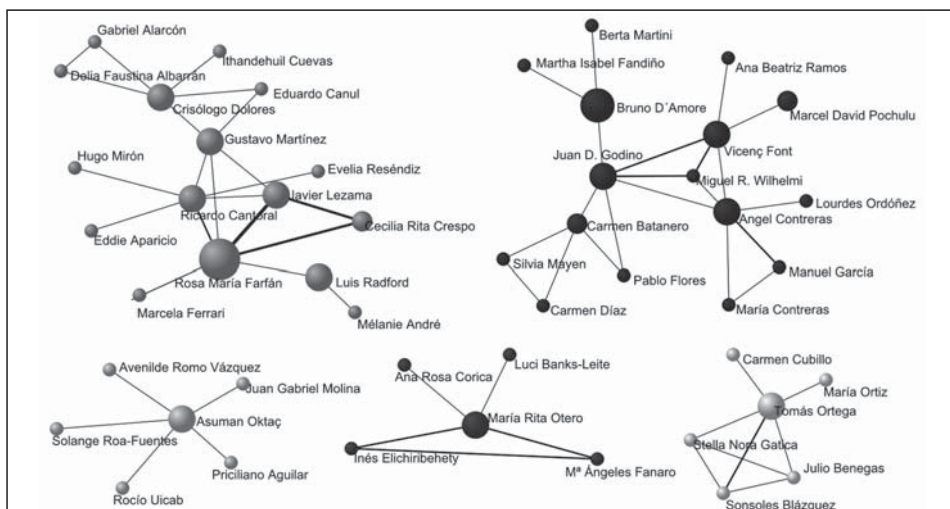 Gabriel Alarcón
Ithandehuil Cuevas
Delia Faustina Albarrán
Eduardo Canul
Crisólogo Dolores
Gustavo Martínez
Hugo Mirón
Evelia Reséndiz
Javier Lezama
Ricardo Cantoral
Cecilia Rita Crespo
Eddie Aparicio
Rosa María Farfán
Luis Radford
Marcela Ferrari
Mélanie André
Berta Martini
Martha Isabel Fandiño
Ana Beatriz Ramos
Bruno D´Amore
Marcel David Pochulu
Juan D. Godino
Vicenç Font
Miguel R. Wilhelmi
Lourdes Ordóñez
Angel Contreras
Carmen Batanero
Silvia Mayen
Pablo Flores
Manuel García
Carmen Díaz
María Contreras
Avenilde Romo Vázquez
Juan Gabriel Molina
Asuman Oktaç
Solange Roa-Fuentes
Priciliano Aguilar
Rocío Uicab
Luci Banks-Leite
Ana Rosa Corica
María Rita Otero
Inés Elichiribehety
Mª Ángeles Fanaro
Carmen Cubillo
María Ortiz
Tomás Ortega
Stella Nora Gatica
Julio Benegas
Sonsoles Blázquez